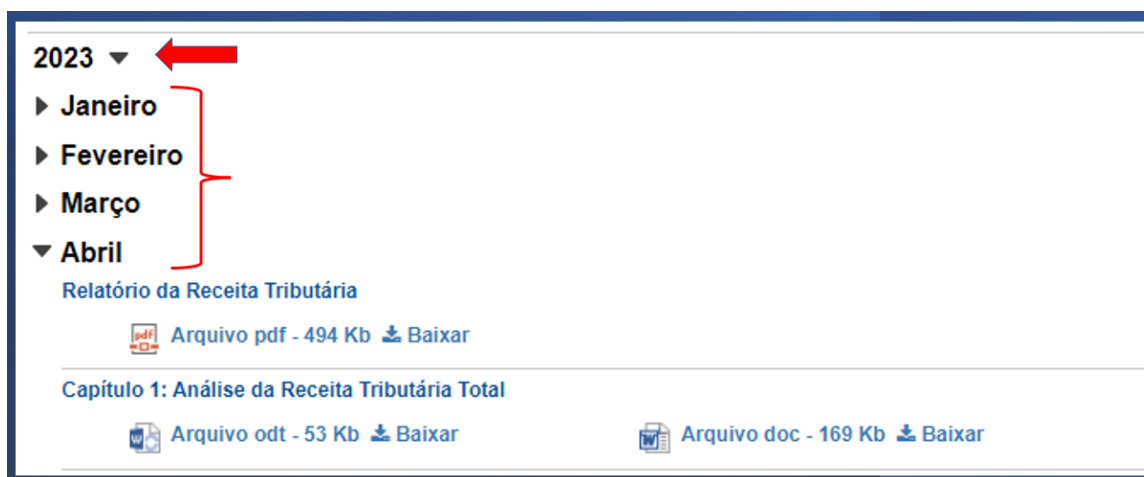 2023
Janeiro
Fevereiro
Março
Abril
Relatório da Receita Tributária
pdf Arquivo pdf - 494 Kb Baixar
Capítulo 1: Análise da Receita Tributária Total
W Arquivo odt - 53 Kb Baixar W Arquivo doc - 169 Kb Baixar